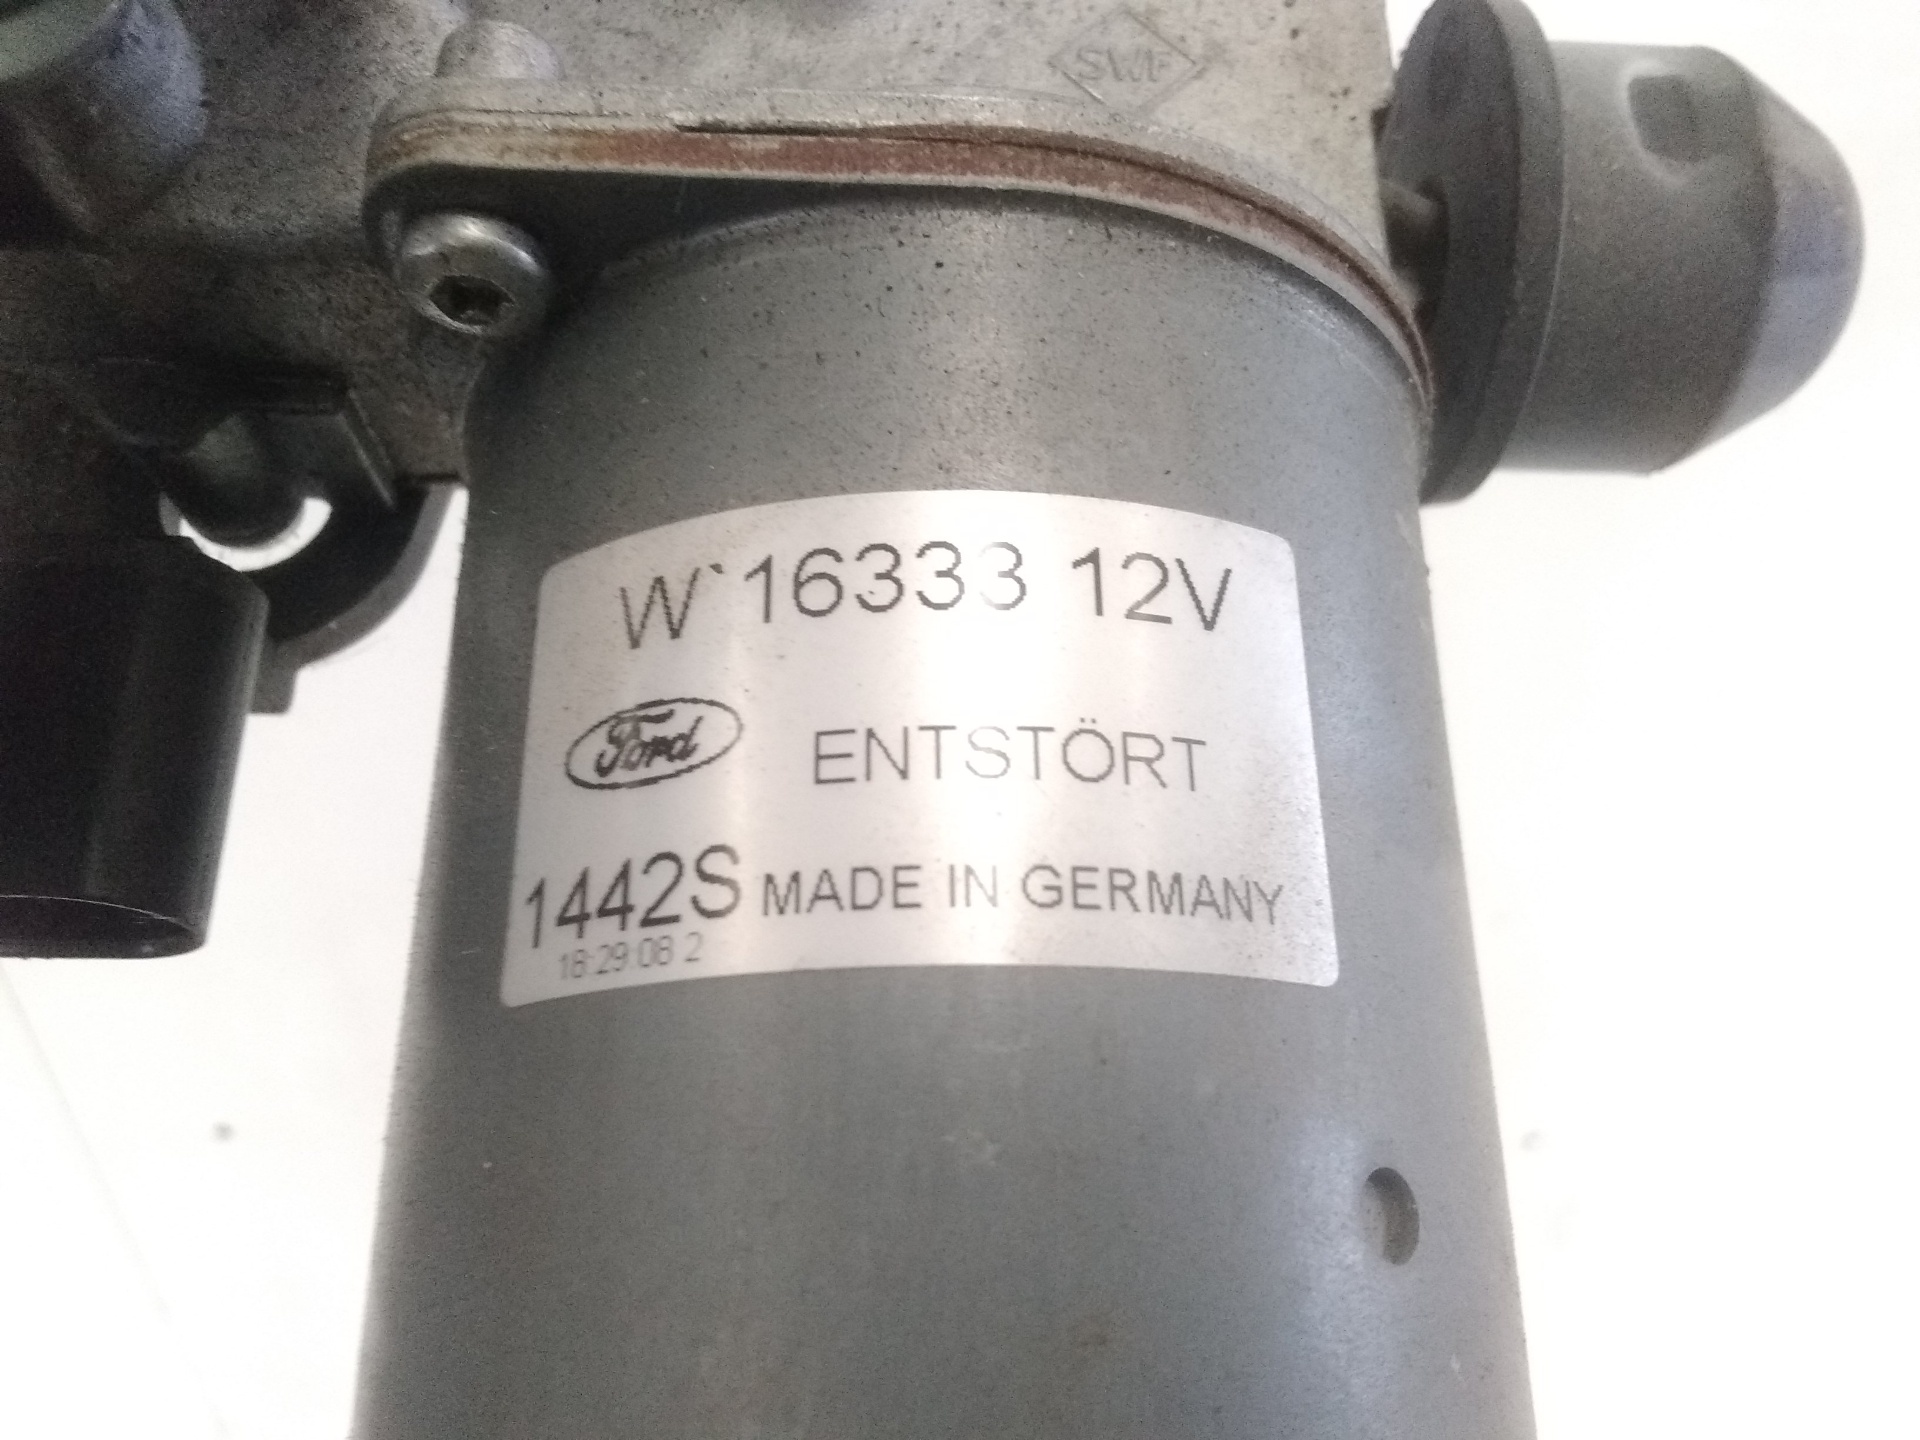 SWF
W`16333 12V
Ford ENTSTÖRT
1442S MADE IN GERMANY
18:29:08 2